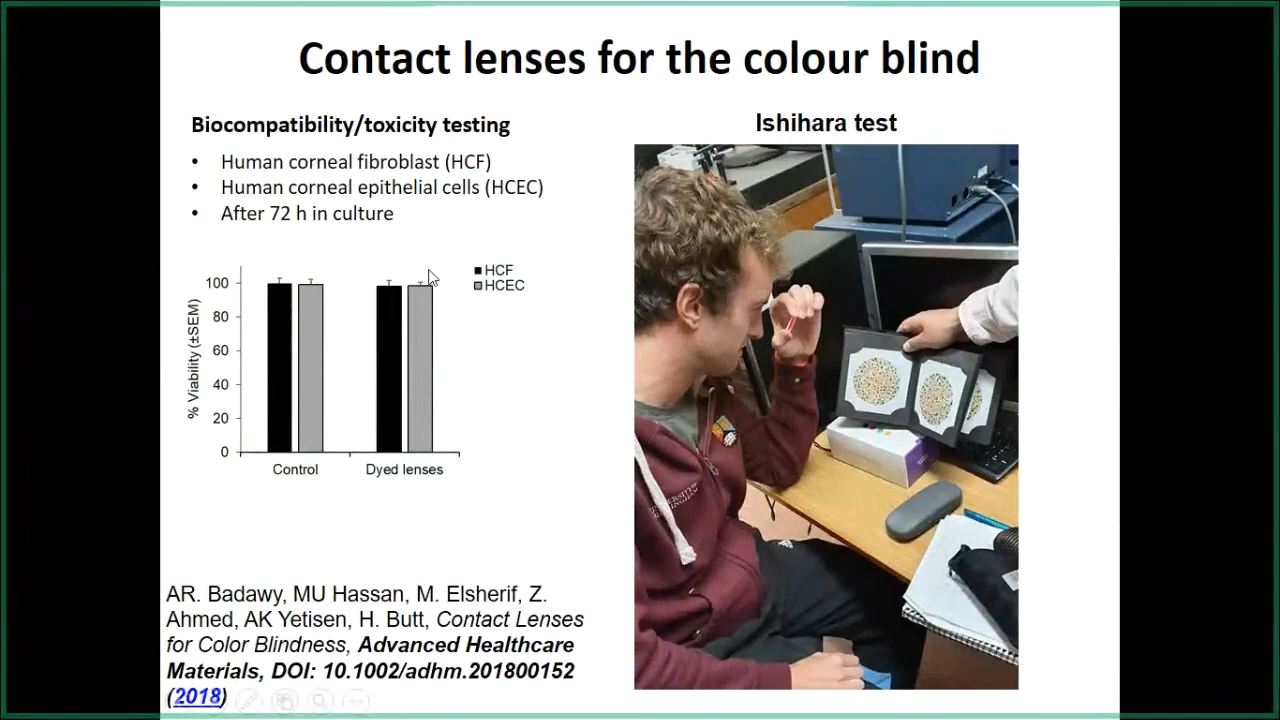 Contact lenses for the colour blind
Biocompatibility/toxicity testing
• Human corneal fibroblast (HCF)
• Human corneal epithelial cells (HCEC)
• After 72 h in culture
% Viability (±SEM)
100
80
60
40
20
0
Control
Dyed lenses
HCF
HCEC
AR. Badawy, MU Hassan, M. Elsherif, Z.
Ahmed, AK Yetisen, H. Butt, Contact Lenses
for Color Blindness, Advanced Healthcare
Materials, DOI: 10.1002/adhm.201800152
(2018)
Ishihara test